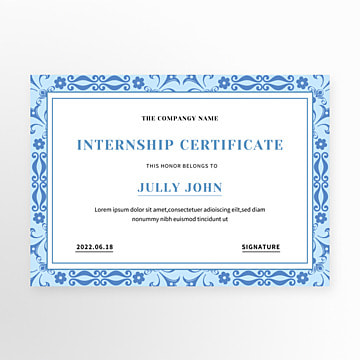 THE COMPANGY NAME
INTERNSHIP CERTIFICATE
THIS HONOR BELONGS TO
JULLY JOHN
Lorem ipsum dolor sit amet,consectetuer adipiscing elit,sed diam
nonummy nibh euismod tincidunt ut
2022.06.18 SIGNATURE